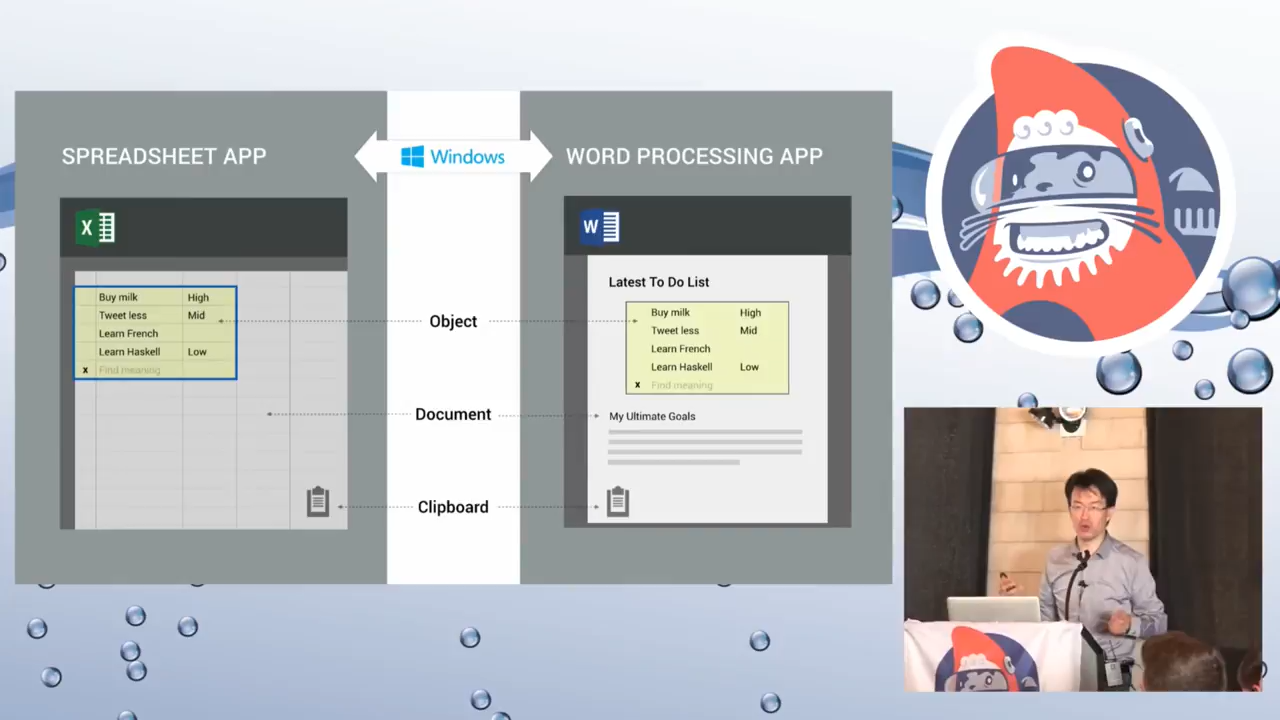 SPREADSHEET APP
Windows
WORD PROCESSING APP
X
W
Buy milk High
Tweet less Mid
Learn French
Learn Haskell Low
x Find meaning
Object
Document
Clipboard
Latest To Do List
Buy milk High
Tweet less Mid
Learn French
Learn Haskell Low
x Find meaning
My Ultimate Goals